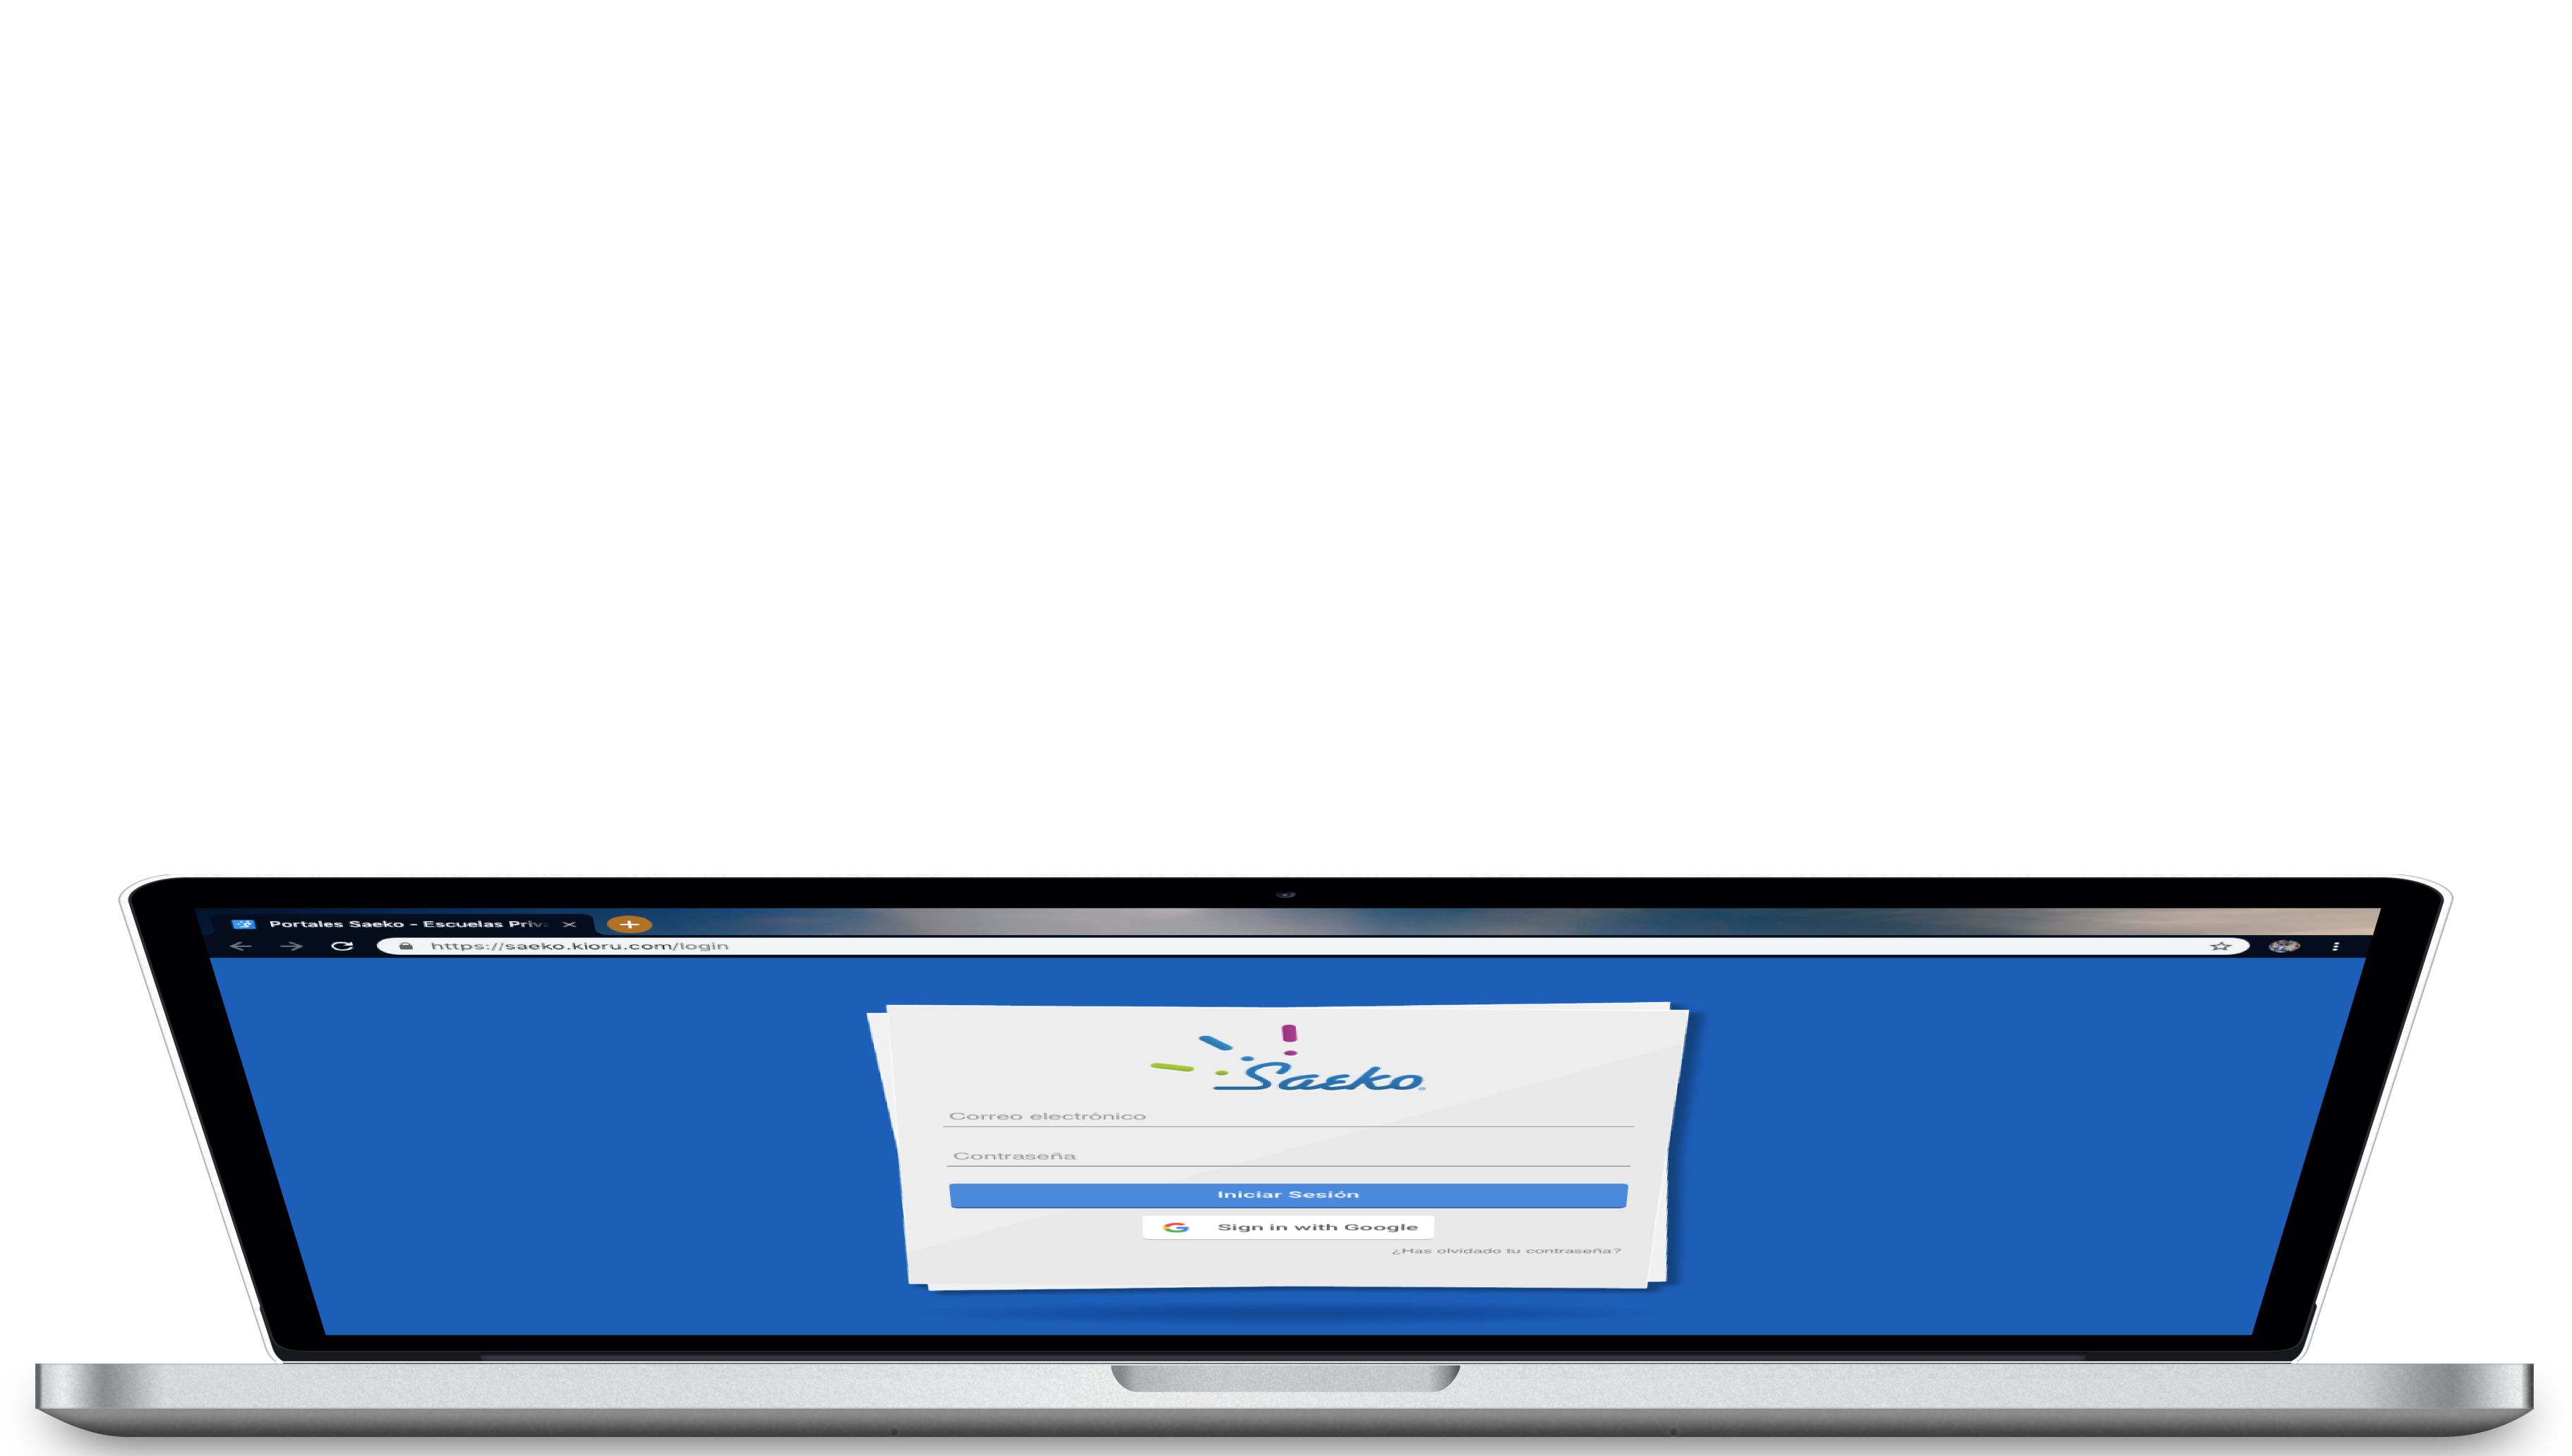 Portales Saeko - Escuelas Priv
https://saeko.kioru.com/login
Saeko
Correo electrónico
Contraseña
Iniciar Sesión
Sign in with Google
¿Has olvidado tu contraseña?